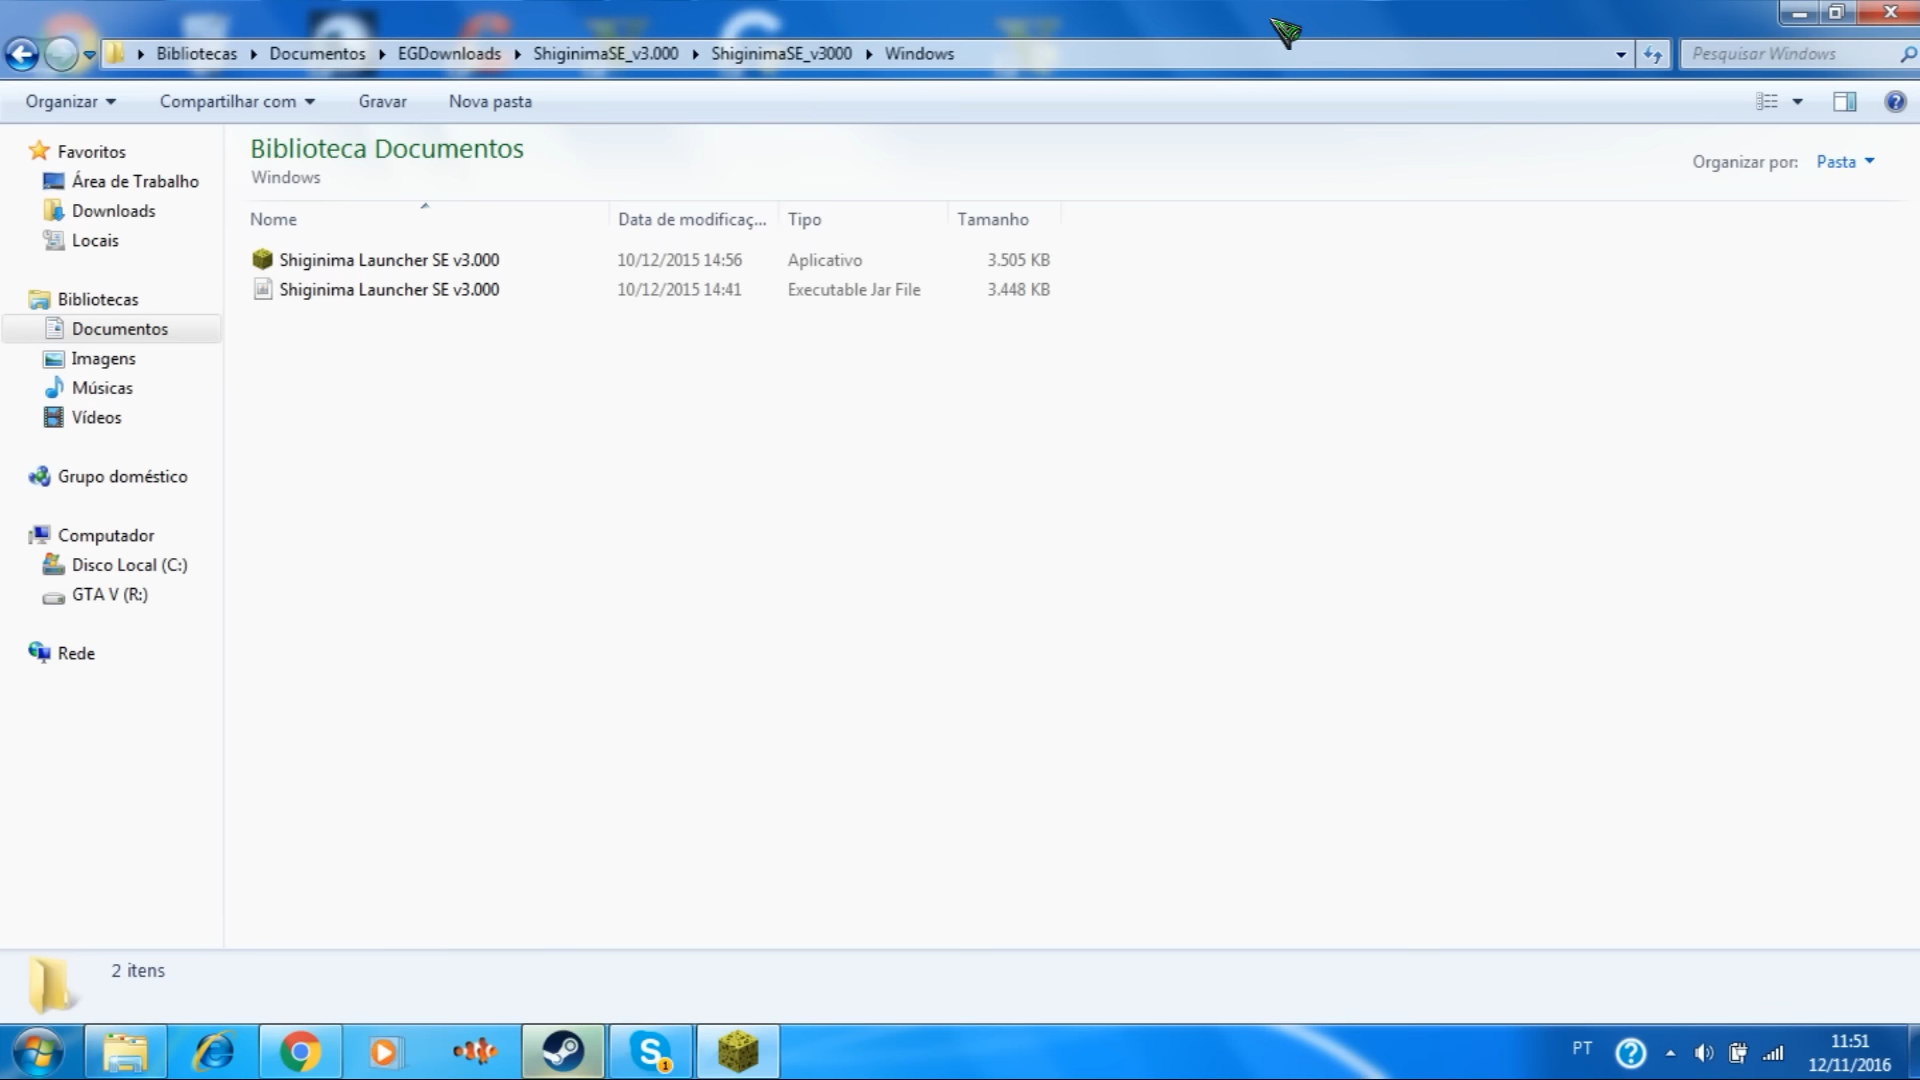 Bibliotecas Documentos EGDownloads ShiginimaSE_v3.000 ShiginimaSE_v3000 Windows Pesquisar Windows
Organizar Compartilhar com Gravar Nova pasta
Favoritos
Área de Trabalho
Downloads
Locais
Bibliotecas
Documentos
Imagens
Músicas
Vídeos
Grupo doméstico
Computador
Disco Local (C:)
GTA V (R:)
Rede
Biblioteca Documentos
Windows
Organizar por: Pasta
Nome Data de modificaç... Tipo Tamanho
Shiginima Launcher SE v3.000 10/12/2015 14:56 Aplicativo 3.505 KB
Shiginima Launcher SE v3.000 10/12/2015 14:41 Executable Jar File 3.448 KB
2 itens
1
PT
11:51
12/11/2016